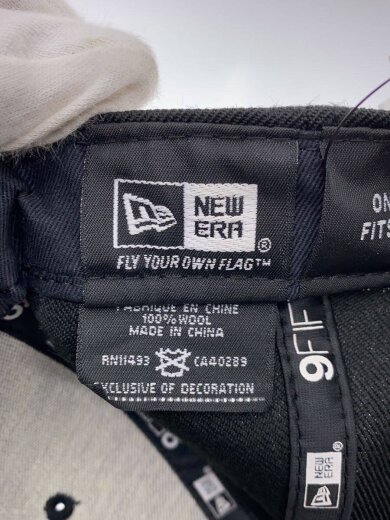 NEW
ERA®
FLY YOUR OWN FLAG™
ON
FITS
FABRIQUE EN CHINE
100% WOOL
MADE IN CHINA
RN11493 CA40289
EXCLUSIVE OF DECORATION
9FIF
NEW
ERA